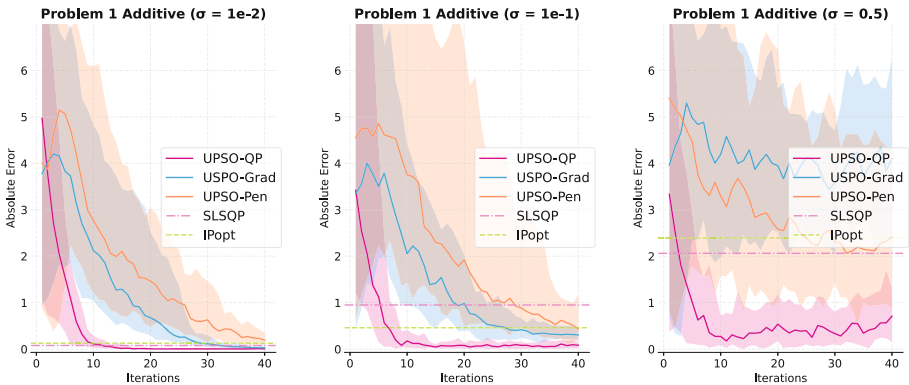 Problem 1 Additive (σ = 1e-2)
Absolute Error
6
5
4
3
2
1
0
0
10
20
30
40
Iterations
UPSO-QP
USPO-Grad
UPSO-Pen
SLSQP
IPopt
Problem 1 Additive (σ = 1e-1)
Absolute Error
6
5
4
3
2
1
0
0
10
20
30
40
Iterations
UPSO-QP
USPO-Grad
UPSO-Pen
SLSQP
IPopt
Problem 1 Additive (σ = 0.5)
Absolute Error
6
5
4
3
2
1
0
0
10
20
30
40
Iterations
UPSO-QP
USPO-Grad
UPSO-Pen
SLSQP
IPopt